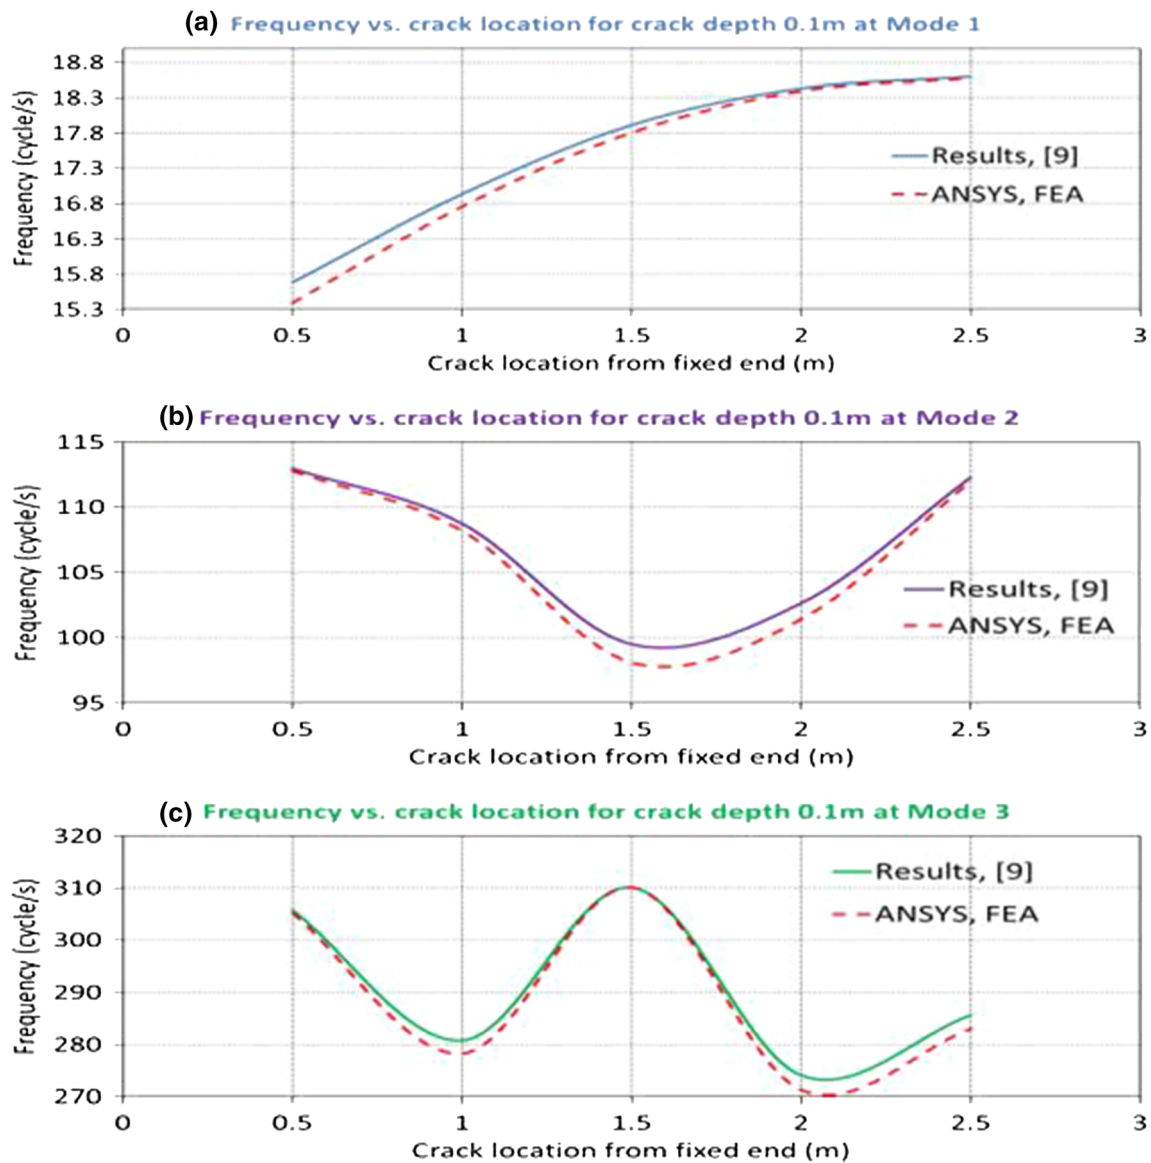 (a) Frequency vs. crack location for crack depth 0.1m at Mode 1
Frequency (cycle/s)
18.8
18.3
17.8
17.3
16.8
16.3
15.8
15.3
Results, [9]
ANSYS, FEA
0 0.5 1 1.5 2 2.5 3
Crack location from fixed end (m)
(b) Frequency vs. crack location for crack depth 0.1m at Mode 2
Frequency (cycle/s)
115
110
105
100
95
Results, [9]
ANSYS, FEA
0 0.5 1 1.5 2 2.5 3
Crack location from fixed end (m)
(c) Frequency vs. crack location for crack depth 0.1m at Mode 3
Frequency (cycle/s)
320
310
300
290
280
270
Results, [9]
ANSYS, FEA
0 0.5 1 1.5 2 2.5 3
Crack location from fixed end (m)